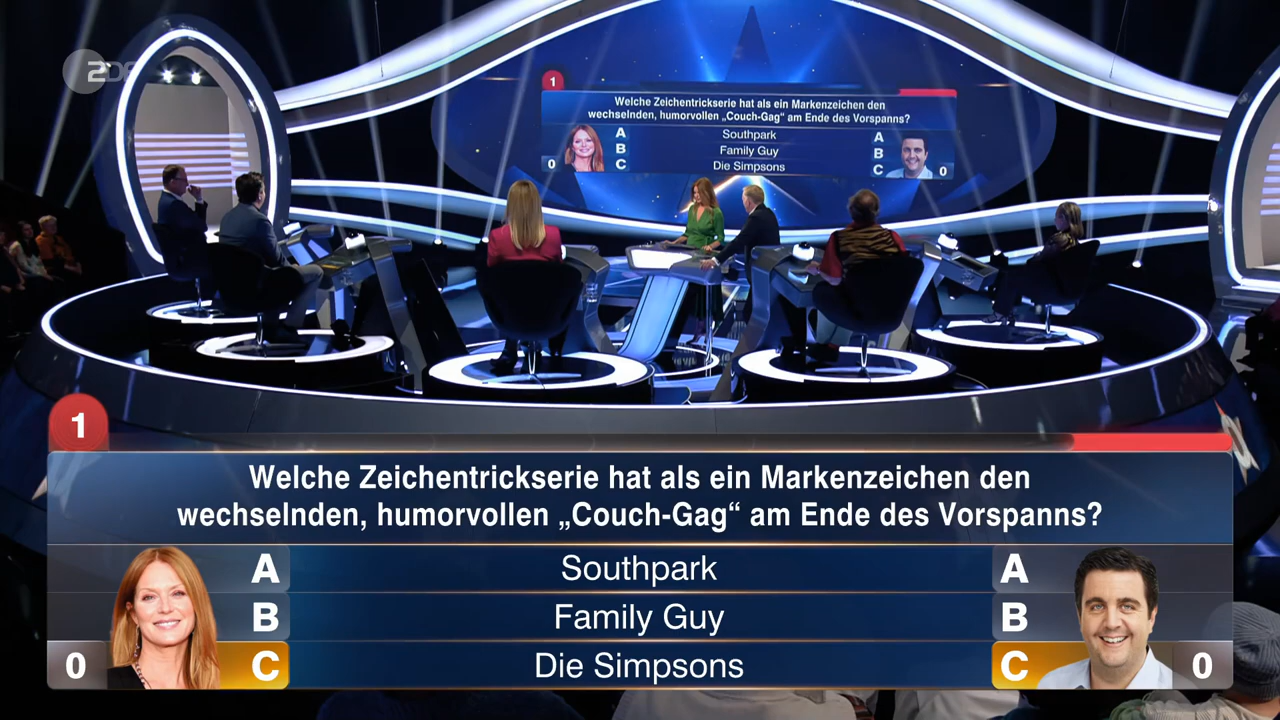 ZDF
1
Welche Zeichentrickserie hat als ein Markenzeichen den
wechselnden, humorvollen „Couch-Gag“ am Ende des Vorspanns?
A Southpark A
B Family Guy B
0 C Die Simpsons C 0
1
Welche Zeichentrickserie hat als ein Markenzeichen den
wechselnden, humorvollen „Couch-Gag“ am Ende des Vorspanns?
A Southpark A
B Family Guy B
0 C Die Simpsons C 0